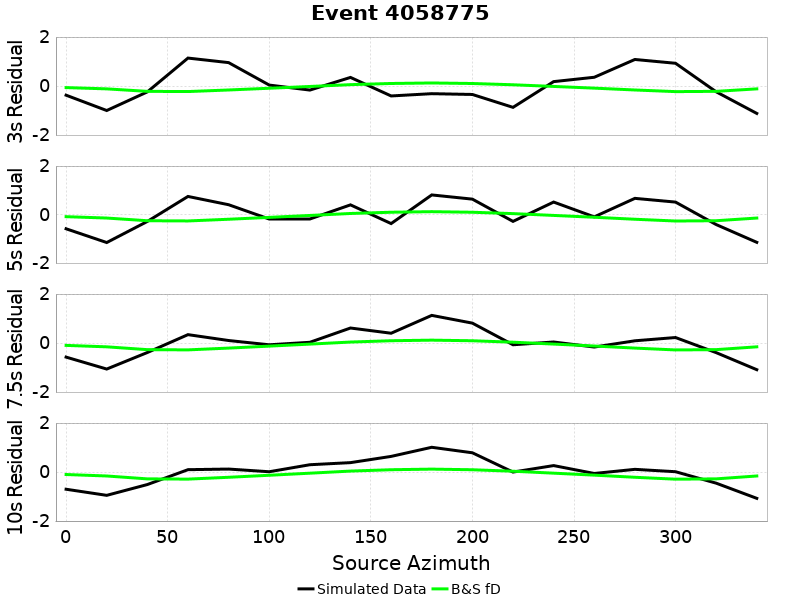 Event 4058775
3s Residual
2
0
-2
5s Residual
2
0
-2
7.5s Residual
2
0
-2
10s Residual
2
0
-2
0 50 100 150 200 250 300
Source Azimuth
Simulated Data B&S fD